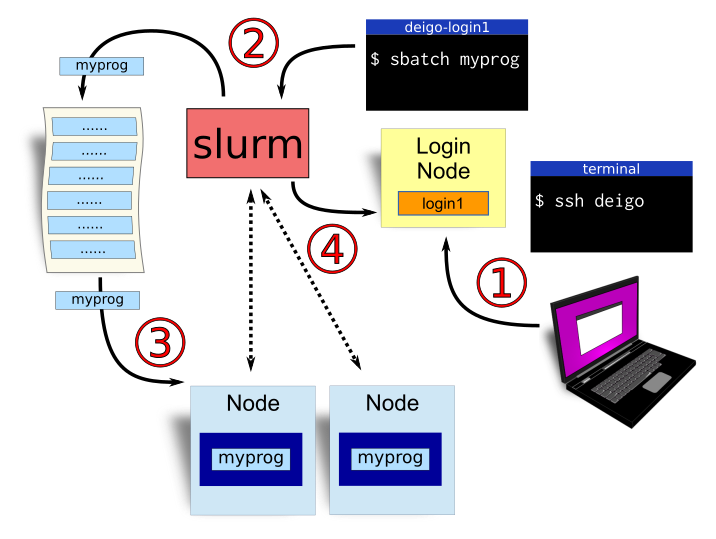 deigo-login1
$ sbatch myprog
②
myprog
slurm
......
......
......
......
......
......
Login
Node
login1
terminal
$ ssh deigo
④
①
myprog
③
Node
myprog
Node
myprog